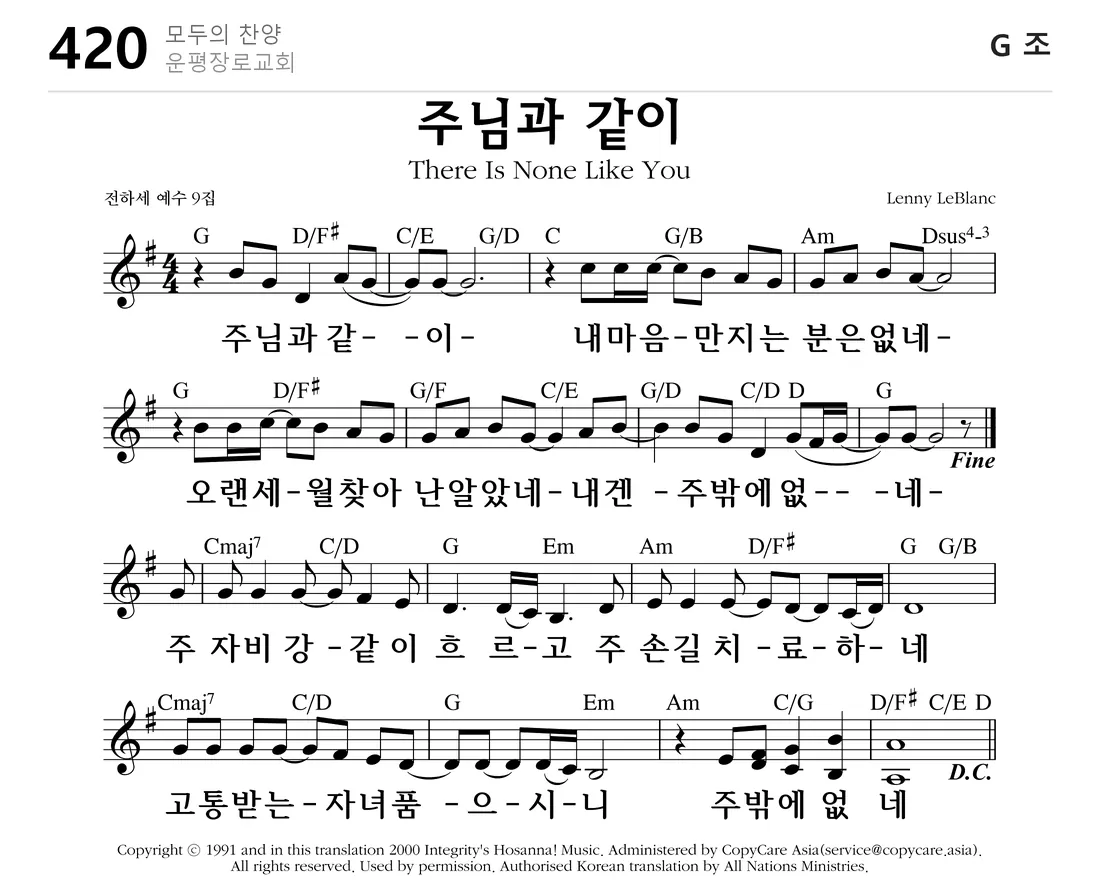 420
모두의 찬양
운평장로교회
G 조
주님과 같이
There Is None Like You
전하세 예수 9집
Lenny LeBlanc
G D/F♯ C/E G/D C G/B Am Dsus4-3
주님과 같- -이- 내마음-만지는 분은없네-
G D/F♯ G/F C/E G/D C/D D G
Fine
오랜세-월찾아 난알았네-내겐 -주밖에없-- -네-
Cmaj7 C/D G Em Am D/F♯ G G/B
주 자비 강 -같 이 흐 르-고 주 손길 치 -료-하- 네
Cmaj7 C/D G Em Am C/G D/F♯ C/E D
D.C.
고통받는-자녀품 -으-시-니 주밖에 없 네
Copyright ⓒ 1991 and in this translation 2000 Integrity's Hosanna! Music. Administered by CopyCare Asia(service@copycare.asia).
All rights reserved. Used by permission. Authorised Korean translation by All Nations Ministries.